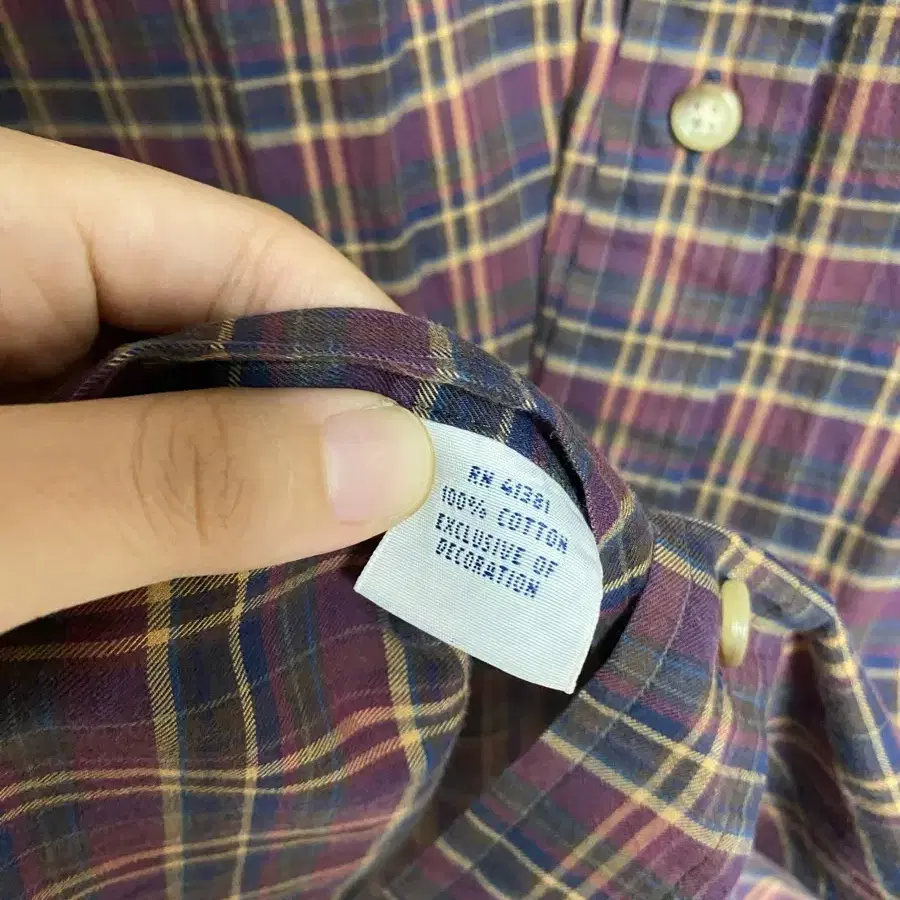 RN 41381
100% COTTON
EXCLUSIVE OF
DECORATION